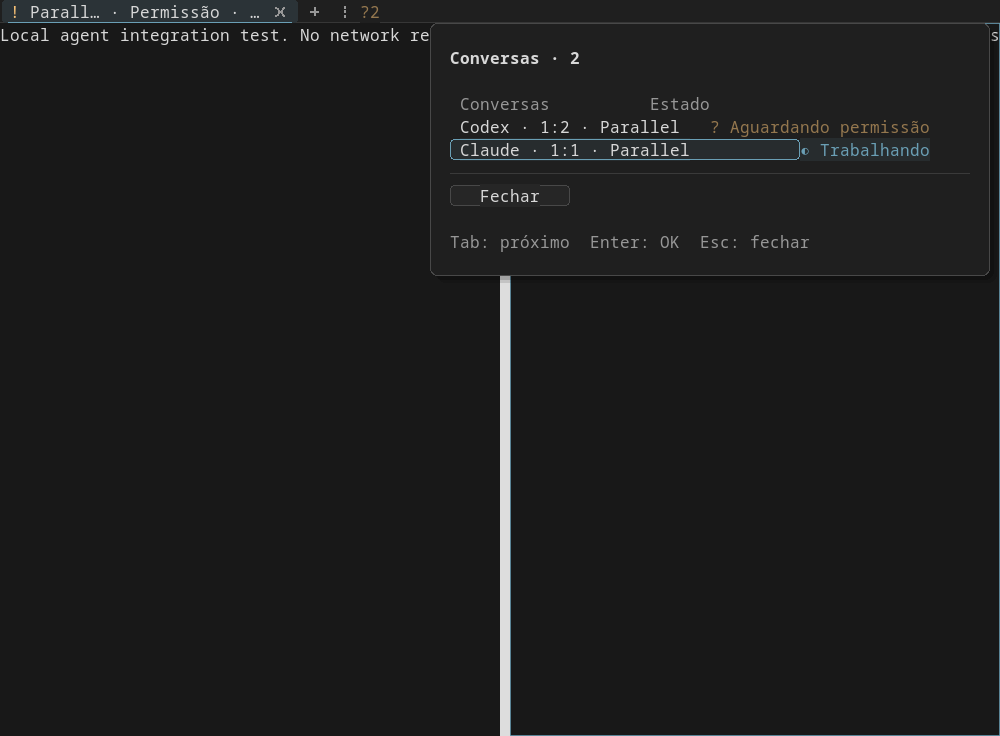 ! Parall… · Permissão · … + ⋮ ?2
Local agent integration test. No network re
s
Conversas · 2
Conversas Estado
Codex · 1:2 · Parallel ? Aguardando permissão
Claude · 1:1 · Parallel ◐ Trabalhando
Fechar
Tab: próximo Enter: OK Esc: fechar